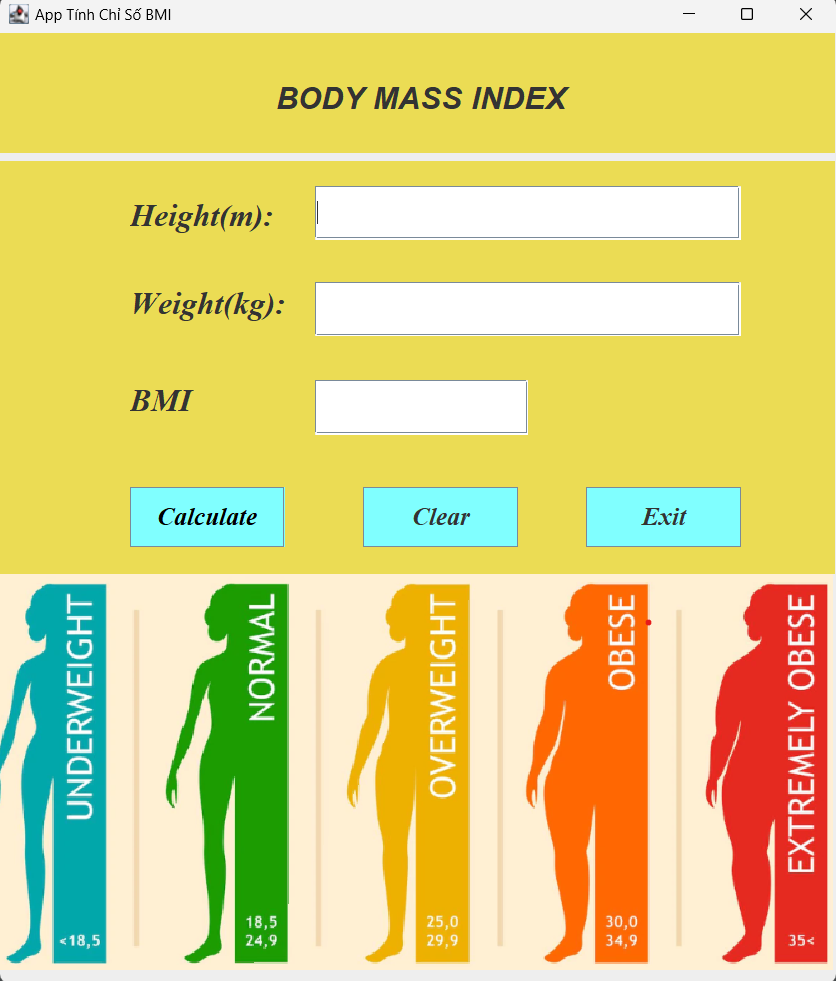 App Tính Chỉ Số BMI
BODY MASS INDEX
Height(m):
Weight(kg):
BMI
Calculate
Clear
Exit
UNDERWEIGHT
<18,5
NORMAL
18,5
24,9
OVERWEIGHT
25,0
29,9
OBESE
30,0
34,9
EXTREMELY OBESE
35<